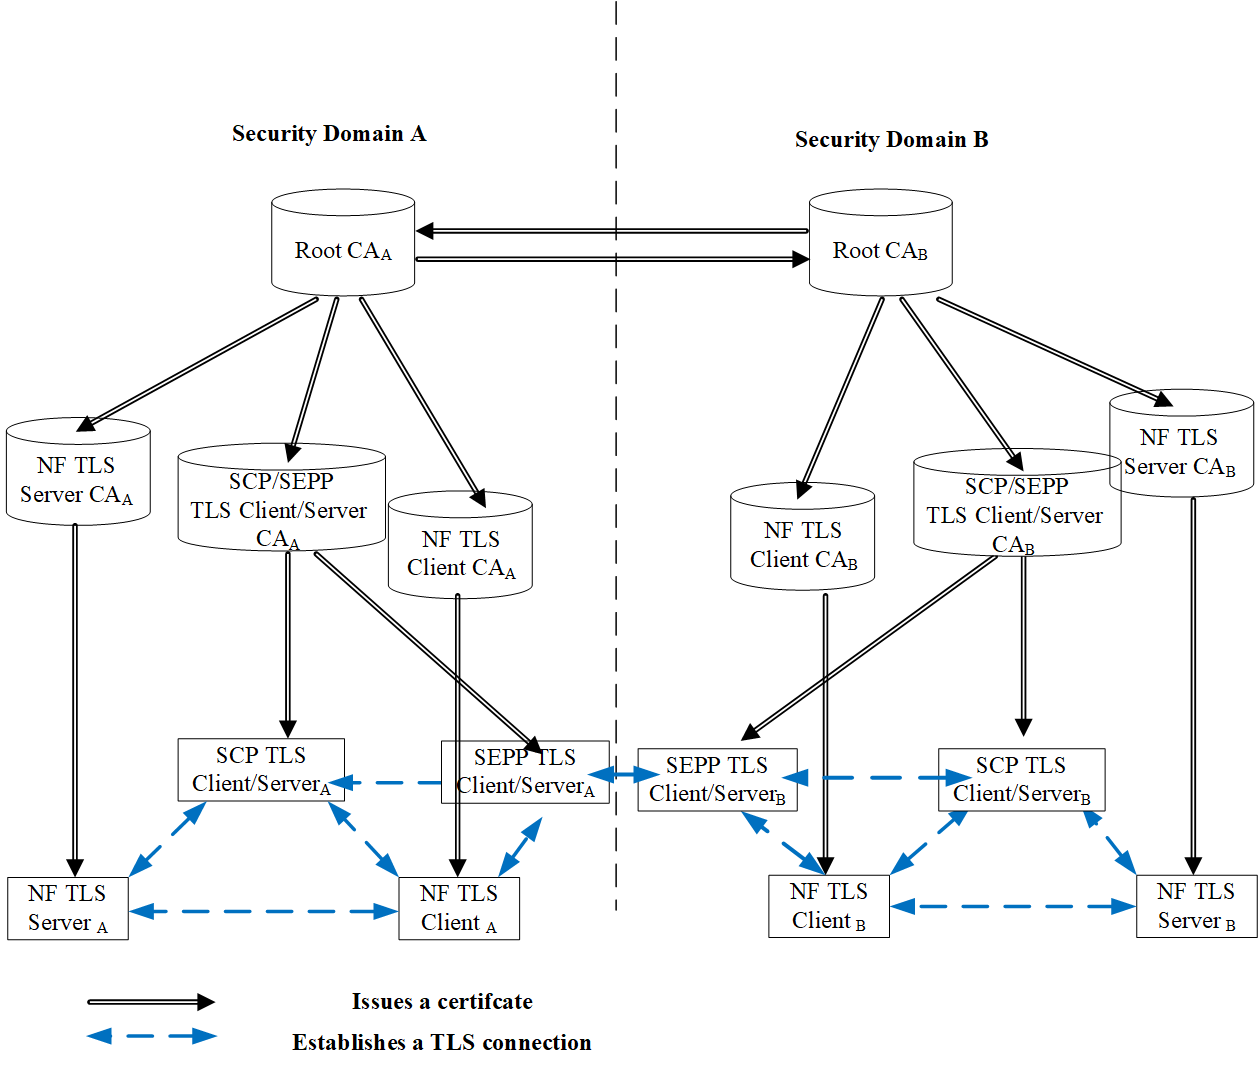 Security Domain A
Security Domain B
Root CAA
Root CAB
NF TLS
Server CAA
SCP/SEPP
TLS Client/Server
CAA
NF TLS
Client CAA
NF TLS
Client CAB
SCP/SEPP
TLS Client/Server
CAB
NF TLS
Server CAB
SCP TLS
Client/ServerA
SEPP TLS
Client/ServerA
SEPP TLS
Client/ServerB
SCP TLS
Client/ServerB
NF TLS
Server A
NF TLS
Client A
NF TLS
Client B
NF TLS
Server B
Issues a certifcate
Establishes a TLS connection